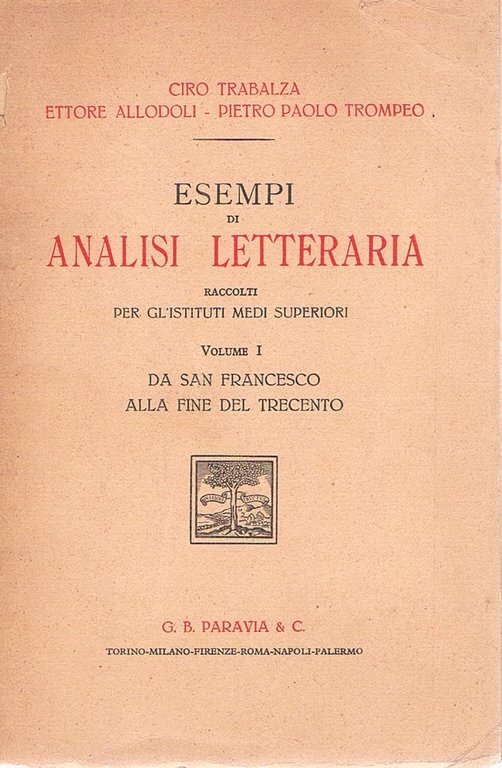 CIRO TRABALZA
ETTORE ALLODOLI - PIETRO PAOLO TROMPEO
ESEMPI
DI
ANALISI LETTERARIA
RACCOLTI
PER GL'ISTITUTI MEDI SUPERIORI
VOLUME I
DA SAN FRANCESCO
ALLA FINE DEL TRECENTO
G. B. PARAVIA & C.
TORINO-MILANO-FIRENZE-ROMA-NAPOLI-PALERMO